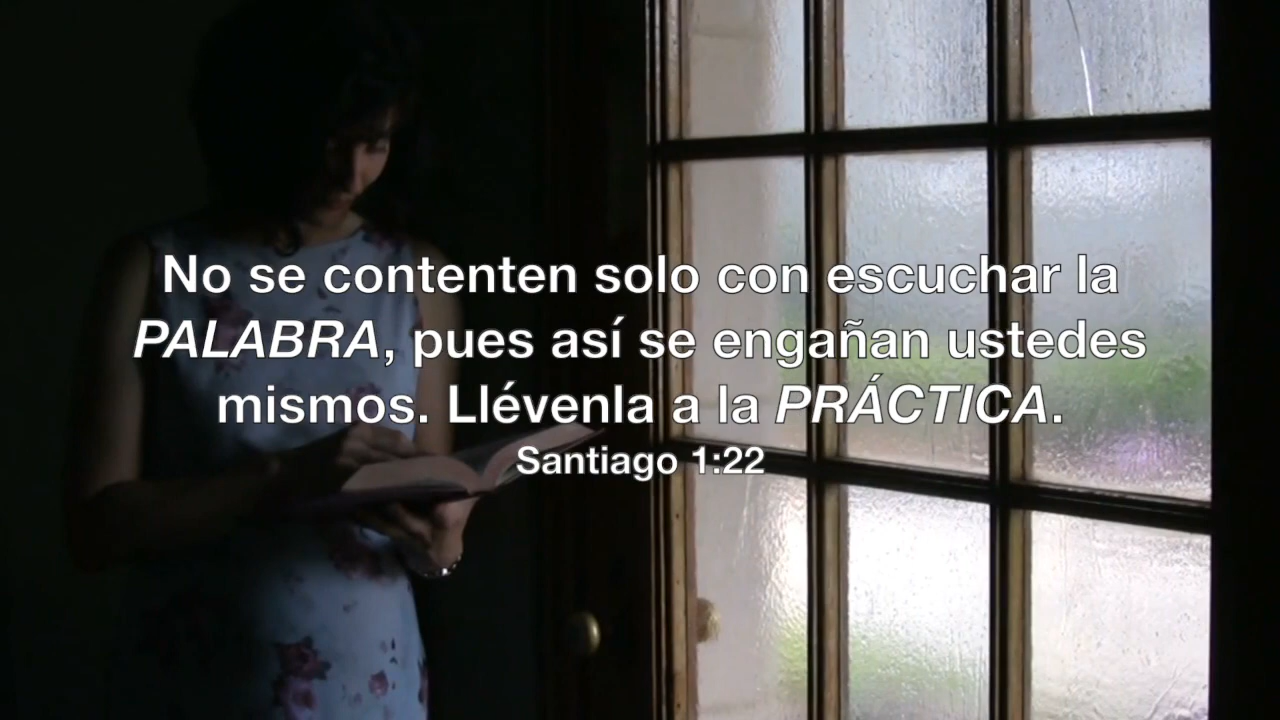 No se contenten solo con escuchar la
PALABRA, pues así se engañan ustedes
mismos. Llévenla a la PRÁCTICA.
Santiago 1:22